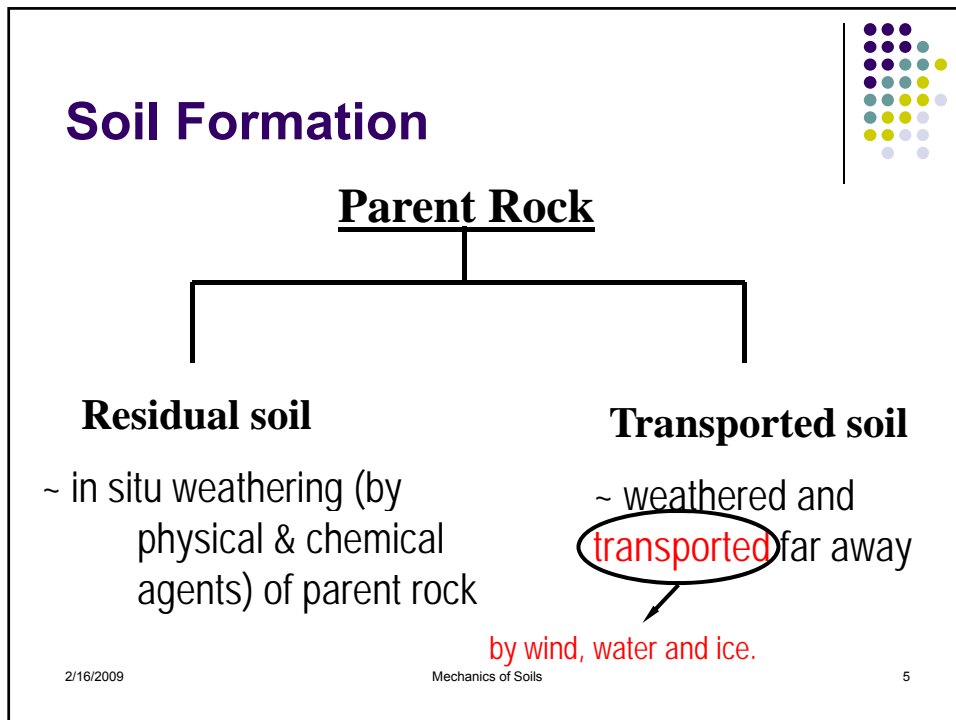 Soil Formation
Parent Rock
Residual soil
~ in situ weathering (by
physical & chemical
agents) of parent rock
Transported soil
~ weathered and
transported far away
by wind, water and ice.
2/16/2009
Mechanics of Soils
5